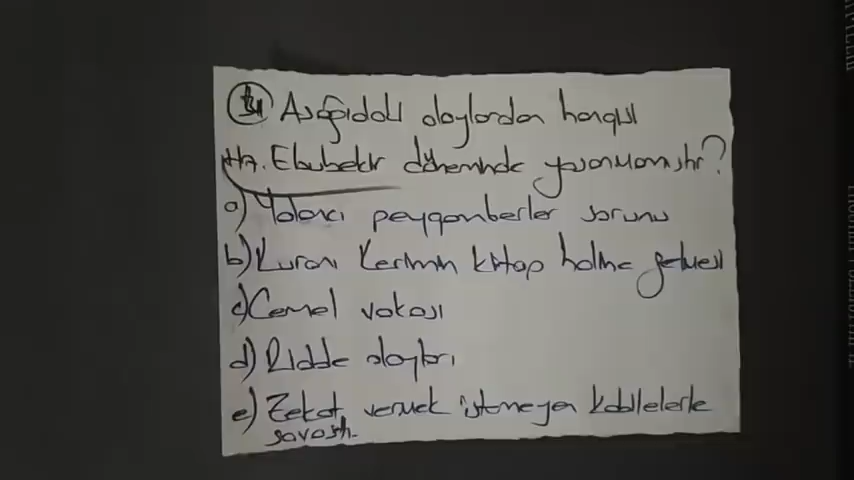 Aşağıdaki olaylardan hangisi
Hz. Ebubekir döneminde yaşanmamıştır?
a) Yalancı peygamberler sorunu
b) Kuranı Kerimin kitap haline gelmesi
c) Cemel vakası
d) Ridde olayları
e) Zekat vermek istemeyen kabilelerle
savaştı.